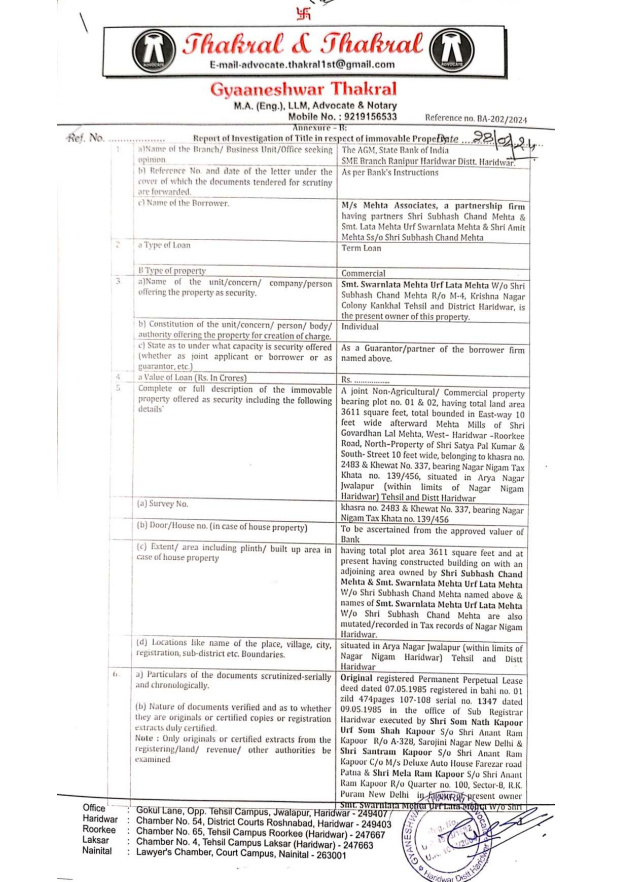 卐
Thakral & Thakral
ADVOCATE
ADVOCATE
E-mail-advocate.thakral1st@gmail.com
Gyaaneshwar Thakral
M.A. (Eng.), LLM, Advocate & Notary
Mobile No. : 9219156533
Reference no. BA-202/2024
Annexure - B:
Ref. No. ....................
Report of Investigation of Title in respect of immovable Property
Date
1
a)Name of the Branch/ Business Unit/Office seeking opinion
The AGM, State Bank of India
SME Branch Ranipur Haridwar Distt. Haridwar.
b) Reference No. and date of the letter under the
cover of which the documents tendered for scrutiny
are forwarded.
As per Bank's Instructions
c) Name of the Borrower.
M/s Mehta Associates, a partnership firm
having partners Shri Subhash Chand Mehta &
Smt. Lata Mehta Urf Swarnlata Mehta & Shri Amit
Mehta Ss/o Shri Subhash Chand Mehta
2
a Type of Loan
Term Loan
B Type of property
Commercial
3.
a)Name of the unit/concern/ company/person
offering the property as security.
Smt. Swarnlata Mehta Urf Lata Mehta W/o Shri
Subhash Chand Mehta R/o M-4, Krishna Nagar
Colony Kankhal Tehsil and District Haridwar, is
the present owner of this property.
b) Constitution of the unit/concern/ person/ body/
authority offering the property for creation of charge.
Individual
c) State as to under what capacity is security offered
(whether as joint applicant or borrower or as
guarantor, etc.)
As a Guarantor/partner of the borrower firm
named above.
4.
a Value of Loan (Rs. In Crores)
Rs. ..............
5.
Complete or full description of the immovable
property offered as security including the following
details
A joint Non-Agricultural/ Commercial property
bearing plot no. 01 & 02, having total land area
3611 square feet, total bounded in East-way 10
feet wide afterward Mehta Mills of Shri
Govardhan Lal Mehta, West- Haridwar -Roorkee
Road, North-Property of Shri Satya Pal Kumar &
South- Street 10 feet wide, belonging to khasra no.
2483 & Khewat No. 337, bearing Nagar Nigam Tax
Khata no. 139/456, situated in Arya Nagar
Jwalapur (within limits of Nagar Nigam
Haridwar) Tehsil and Distt Haridwar
(a) Survey No.
khasra no. 2483 & Khewat No. 337, bearing Nagar
Nigam Tax Khata no. 139/456
(b) Door/House no. (in case of house property)
To be ascertained from the approved valuer of
Bank
(c) Extent/ area including plinth/ built up area in
case of house property
having total plot area 3611 square feet and at
present having constructed building on with an
adjoining area owned by Shri Subhash Chand
Mehta & Smt. Swarnlata Mehta Urf Lata Mehta
W/o Shri Subhash Chand Mehta named above &
names of Smt. Swarnlata Mehta Urf Lata Mehta
W/o Shri Subhash Chand Mehta are also
mutated/recorded in Tax records of Nagar Nigam
Haridwar.
(d) Locations like name of the place, village, city,
registration, sub-district etc. Boundaries.
situated in Arya Nagar Jwalapur (within limits of
Nagar Nigam Haridwar) Tehsil and Distt
Haridwar
6.
a) Particulars of the documents scrutinized-serially
and chronologically.
(b) Nature of documents verified and as to whether
they are originals or certified copies or registration
extracts duly certified.
Note : Only originals or certified extracts from the
registering/land/ revenue/ other authorities be
examined
Original registered Permanent Perpetual Lease
deed dated 07.05.1985 registered in bahi no. 01
zild 474pages 107-108 serial no. 1347 dated
09.05.1985 in the office of Sub Registrar
Haridwar executed by Shri Som Nath Kapoor
Urf Som Shah Kapoor S/o Shri Anant Ram
Kapoor R/o A-328, Sarojini Nagar New Delhi &
Shri Santram Kapoor S/o Shri Anant Ram
Kapoor C/o M/s Deluxe Auto House Farezar road
Patna & Shri Mela Ram Kapoor S/o Shri Anant
Ram Kapoor R/o Quarter no. 100, Sector-8, R.K.
Puram New Delhi in favour of present owner
Smt. Swarnlata Mehta Urf Lata Mehta W/o Shri
Office : Gokul Lane, Opp. Tehsil Campus, Jwalapur, Haridwar - 249407
Haridwar : Chamber No. 54, District Courts Roshnabad, Haridwar - 249403
Roorkee : Chamber No. 65, Tehsil Campus Roorkee (Haridwar) - 247667
Laksar : Chamber No. 4, Tehsil Campus Laksar (Haridwar) - 247663
Nainital : Lawyer's Chamber, Court Campus, Nainital - 263001